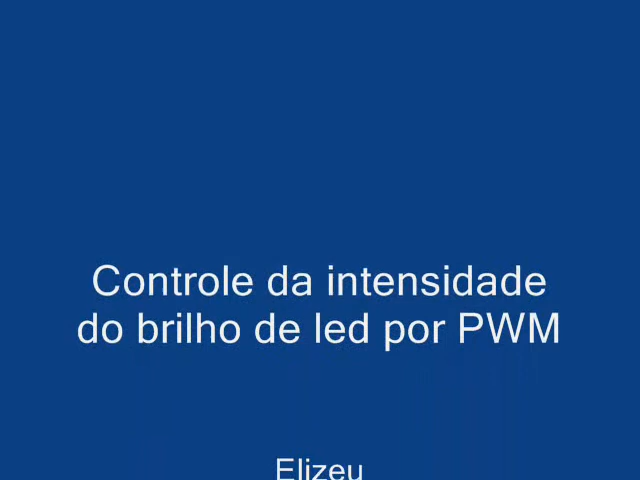 Controle da intensidade
do brilho de led por PWM
Elizeu